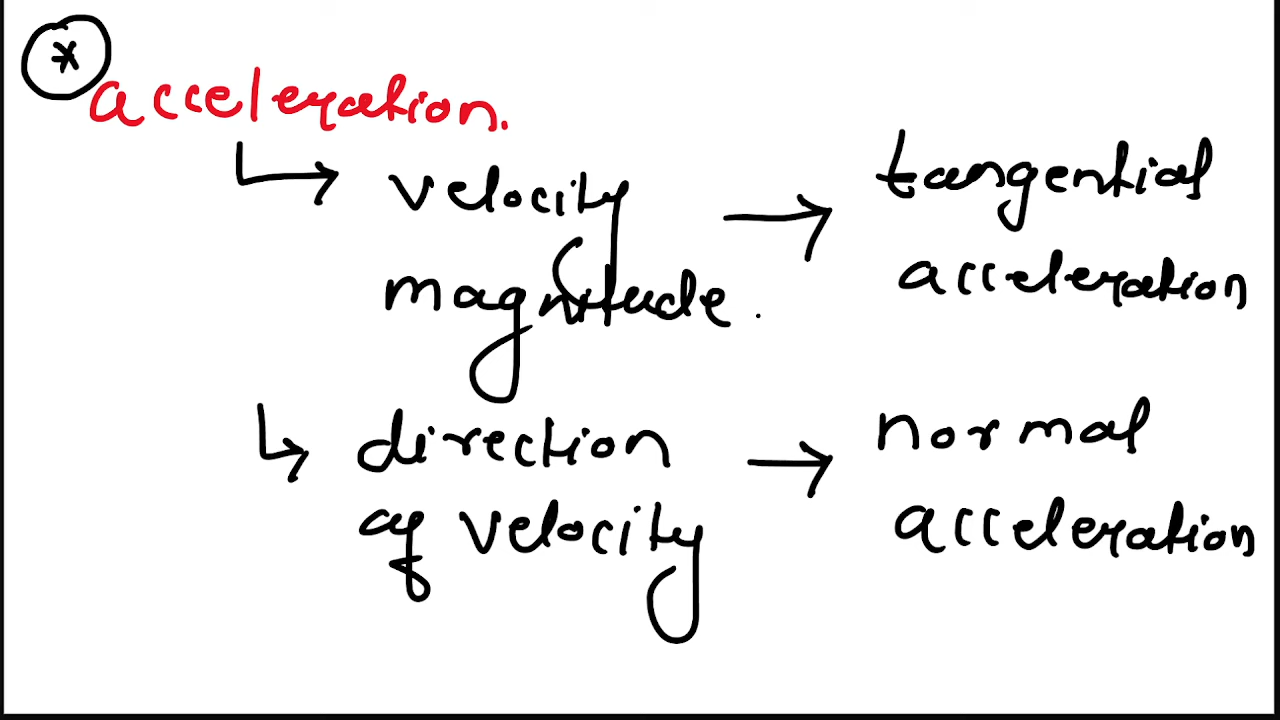 *
acceleration.
velocity
magnitude.
tangential
acceleration
direction
of velocity
normal
acceleration